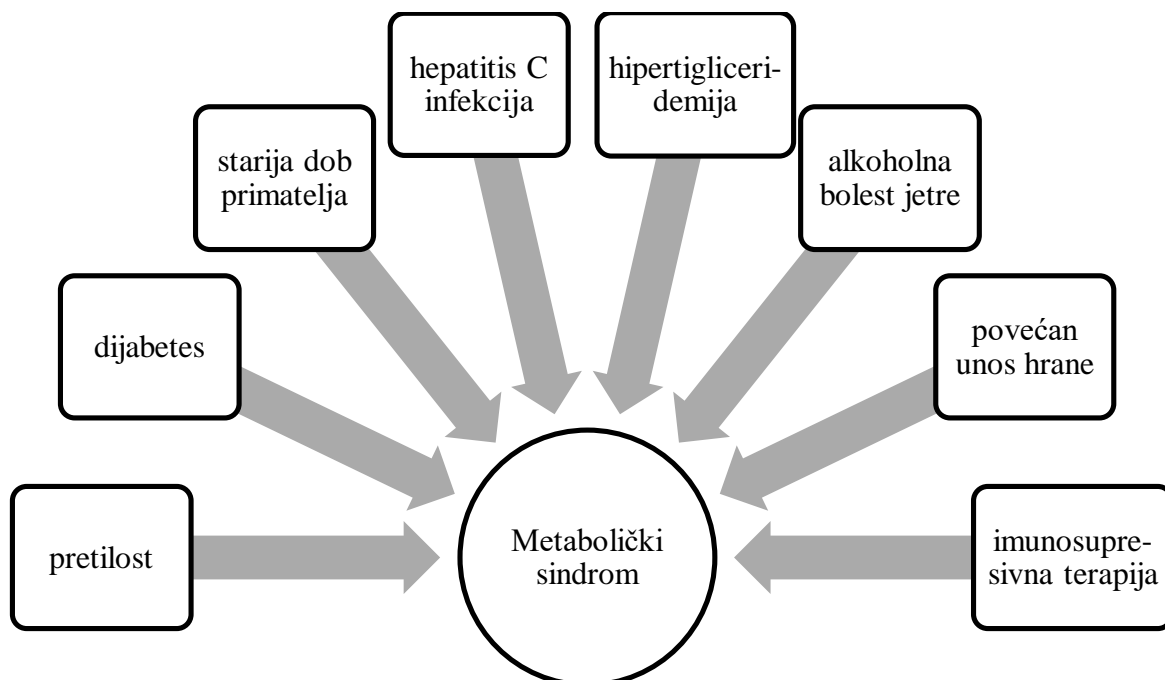 hepatitis C
infekcija
hipertigliceri-
demija
starija dob
primatelja
alkoholna
bolest jetre
dijabetes
povećan
unos hrane
pretilost
Metabolički
sindrom
imunosupre-
sivna terapija